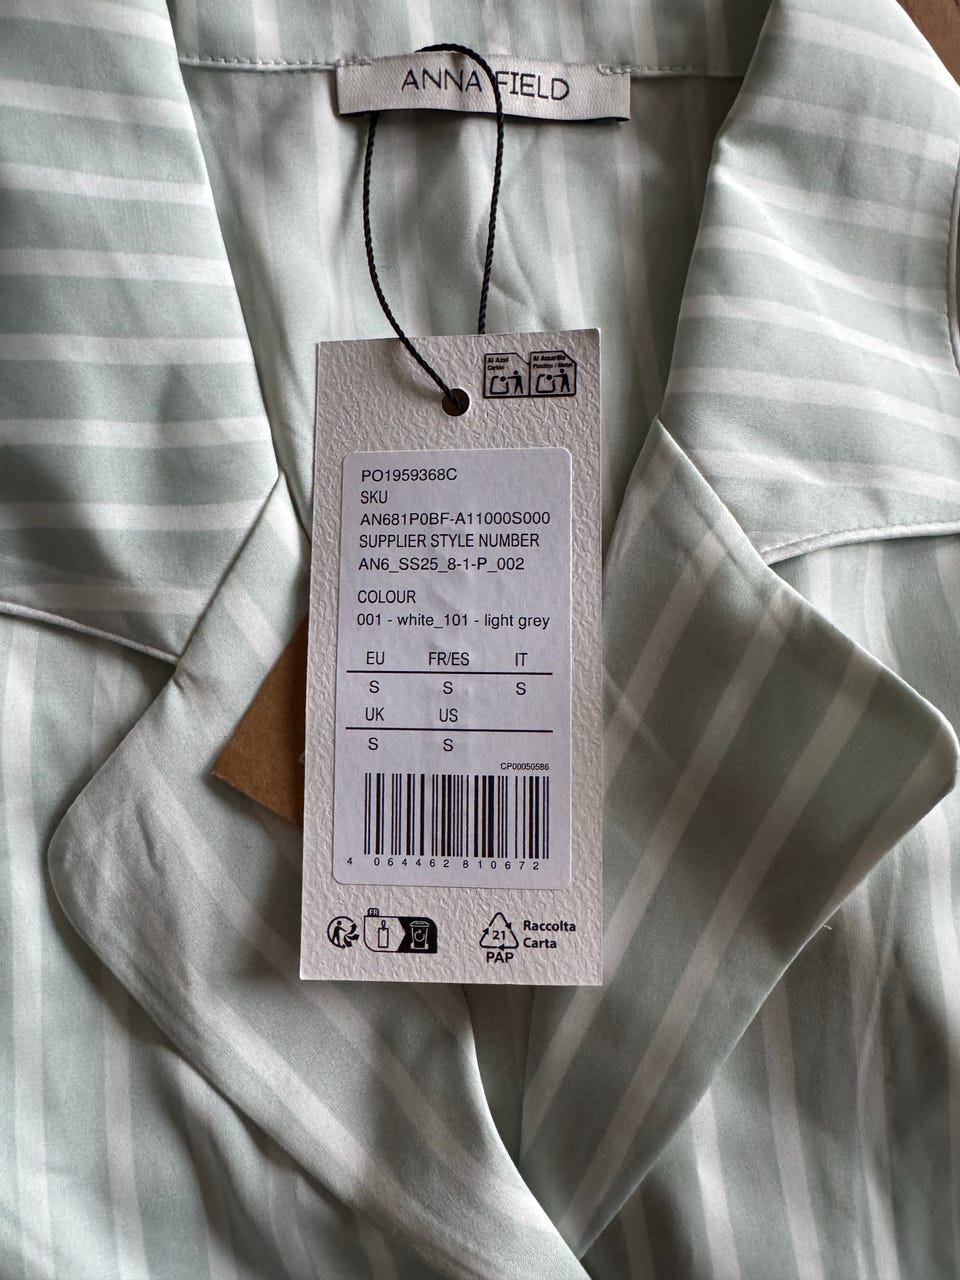 ANNA FIELD
Al Azul
Cartón
Al Amarillo
Plástico / Metal
PO1959368C
SKU
AN681P0BF-A11000S000
SUPPLIER STYLE NUMBER
AN6_SS25_8-1-P_002
COLOUR
001 - white_101 - light grey
EU FR/ES IT
S S S
UK US
S S
CP00050586
4 064462 810672
FR
21
PAP
Raccolta
Carta